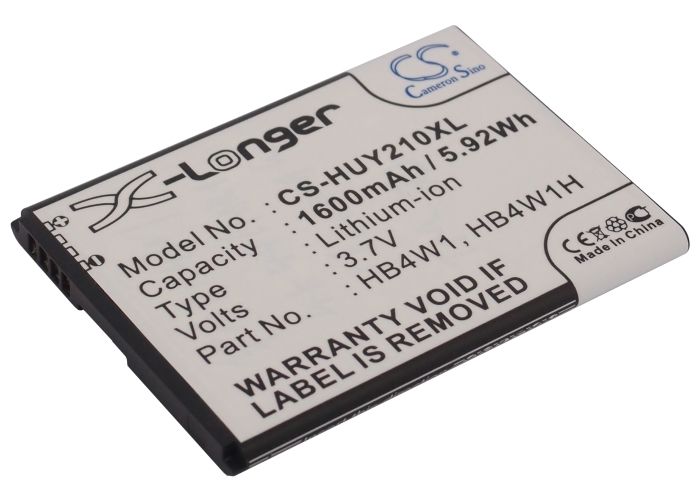 X-Longer
CS
Cameron Sino
Model No. : CS-HUY210XL
Capacity : 1600mAh / 5.92Wh
Type : Lithium-ion
Volts : 3.7V
Part No. : HB4W1, HB4W1H
WARRANTY VOID IF
LABEL IS REMOVED
CE
Made in China
+
-